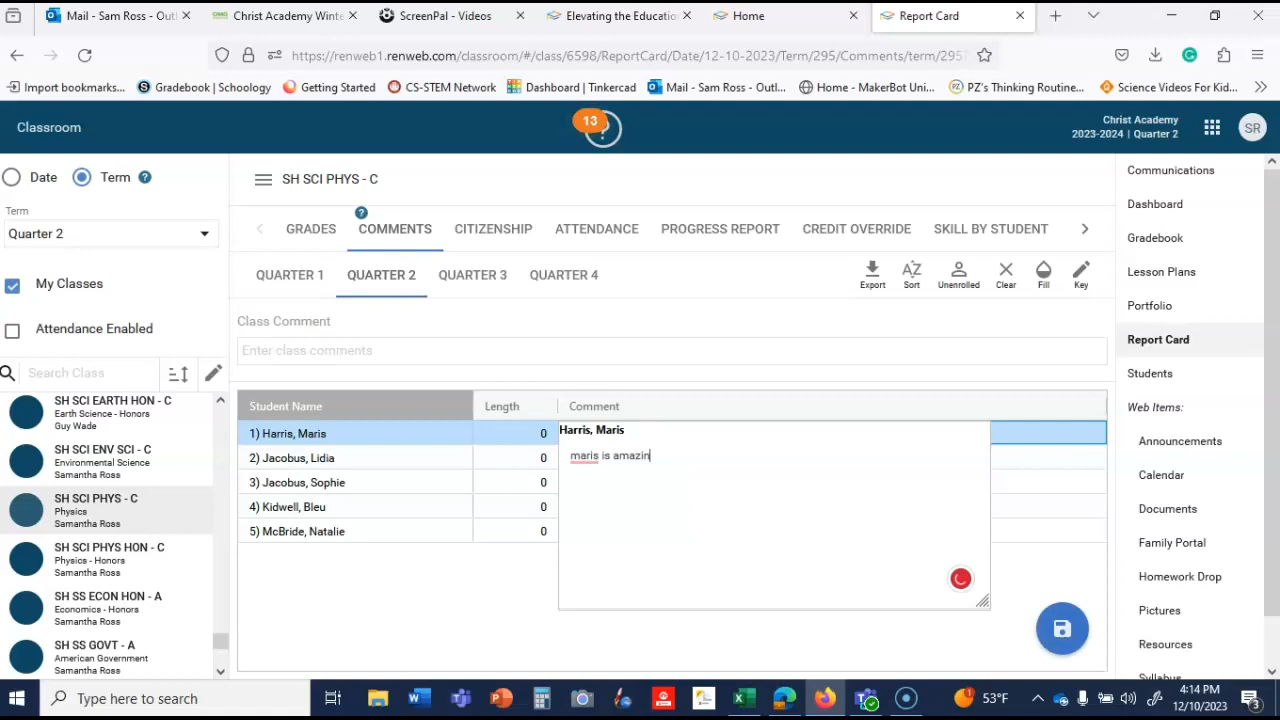 Mail - Sam Ross - Outl
Christ Academy Winte
ScreenPal - Videos
Elevating the Educatio
Home
Report Card
https://renweb1.renweb.com/classroom/#/class/6598/ReportCard/Date/12-10-2023/Term/295/Comments/term/2957
Import bookmarks...
Gradebook | Schoology
Getting Started
CS-STEM Network
Dashboard | Tinkercad
Mail - Sam Ross - Outl...
Home - MakerBot Uni...
PZ's Thinking Routine...
Science Videos For Kid...
Classroom
13
?
Christ Academy
2023-2024 | Quarter 2
SR
Date
Term
?
Term
Quarter 2
My Classes
Attendance Enabled
Search Class
SH SCI EARTH HON - C
Earth Science - Honors
Guy Wade
SH SCI ENV SCI - C
Environmental Science
Samantha Ross
SH SCI PHYS - C
Physics
Samantha Ross
SH SCI PHYS HON - C
Physics - Honors
Samantha Ross
SH SS ECON HON - A
Economics - Honors
Samantha Ross
SH SS GOVT - A
American Government
Samantha Ross
SH SCI PHYS - C
?
GRADES
COMMENTS
CITIZENSHIP
ATTENDANCE
PROGRESS REPORT
CREDIT OVERRIDE
SKILL BY STUDENT
QUARTER 1
QUARTER 2
QUARTER 3
QUARTER 4
Export
AZ
Sort
Unenrolled
Clear
Fill
Key
Class Comment
Enter class comments
Student Name Length Comment
1) Harris, Maris 0
2) Jacobus, Lidia 0
3) Jacobus, Sophie 0
4) Kidwell, Bleu 0
5) McBride, Natalie 0
Harris, Maris
maris is amazin
Communications
Dashboard
Gradebook
Lesson Plans
Portfolio
Report Card
Students
Web Items:
Announcements
Calendar
Documents
Family Portal
Homework Drop
Pictures
Resources
Type here to search
53°F
4:14 PM
12/10/2023
3